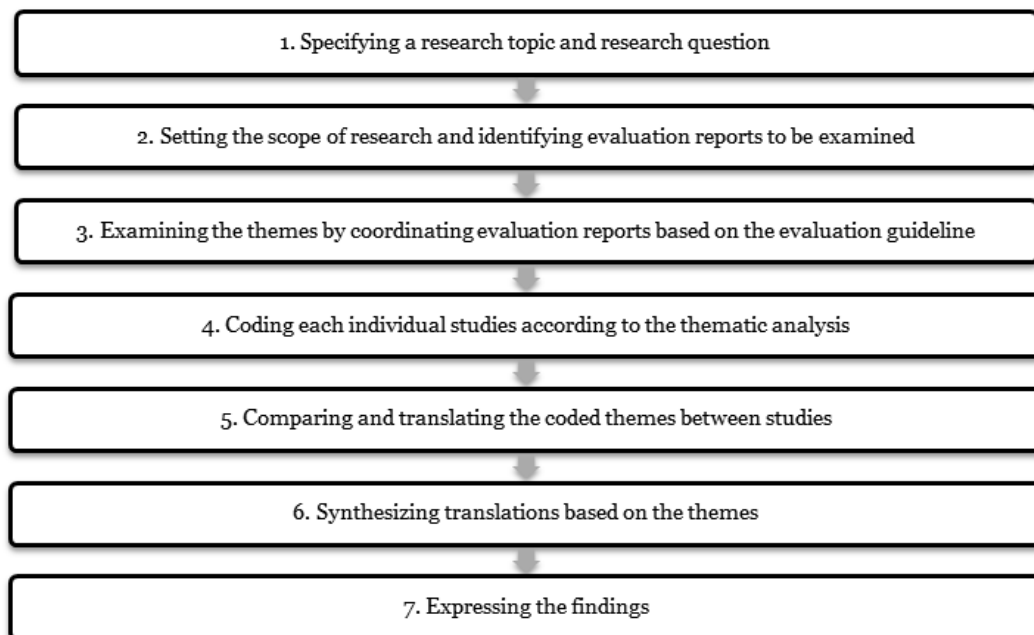 1. Specifying a research topic and research question
2. Setting the scope of research and identifying evaluation reports to be examined
3. Examining the themes by coordinating evaluation reports based on the evaluation guideline
4. Coding each individual studies according to the thematic analysis
5. Comparing and translating the coded themes between studies
6. Synthesizing translations based on the themes
7. Expressing the findings